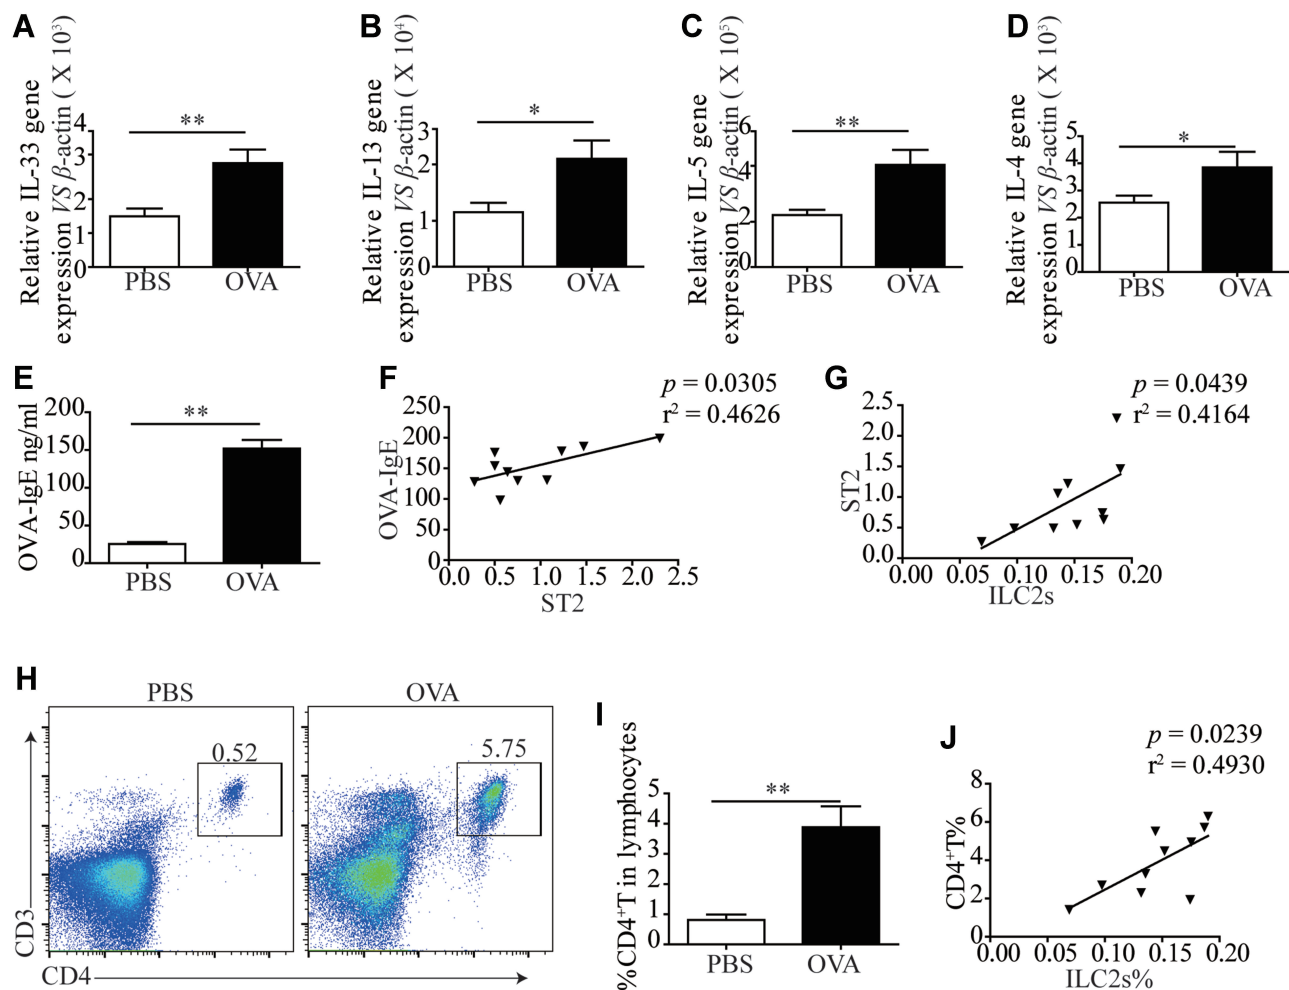 A
Relative IL-33 gene
expression VS β-actin ( X 10³)
4
3
2
1
0
**
PBS
OVA
B
Relative IL-13 gene
expression VS β-actin ( X 10⁴)
3
2
1
0
*
PBS
OVA
C
Relative IL-5 gene
expression VS β-actin ( X 10⁵)
6
4
2
0
**
PBS
OVA
D
Relative IL-4 gene
expression VS β-actin ( X 10³)
5
4
3
2
1
0
*
PBS
OVA
E
OVA-IgE ng/ml
200
150
100
50
0
**
PBS
OVA
F
p = 0.0305
r² = 0.4626
OVA-IgE
250
200
150
100
50
0
0.0 0.5 1.0 1.5 2.0 2.5
ST2
G
p = 0.0439
r² = 0.4164
ST2
2.5
2.0
1.5
1.0
0.5
0.0
0.00 0.05 0.10 0.15 0.20
ILC2s
H
PBS
OVA
0.52
5.75
CD3
CD4
I
%CD4⁺T in lymphocytes
5
4
3
2
1
0
**
PBS
OVA
J
p = 0.0239
r² = 0.4930
CD4⁺T%
8
6
4
2
0
0.00 0.05 0.10 0.15 0.20
ILC2s%